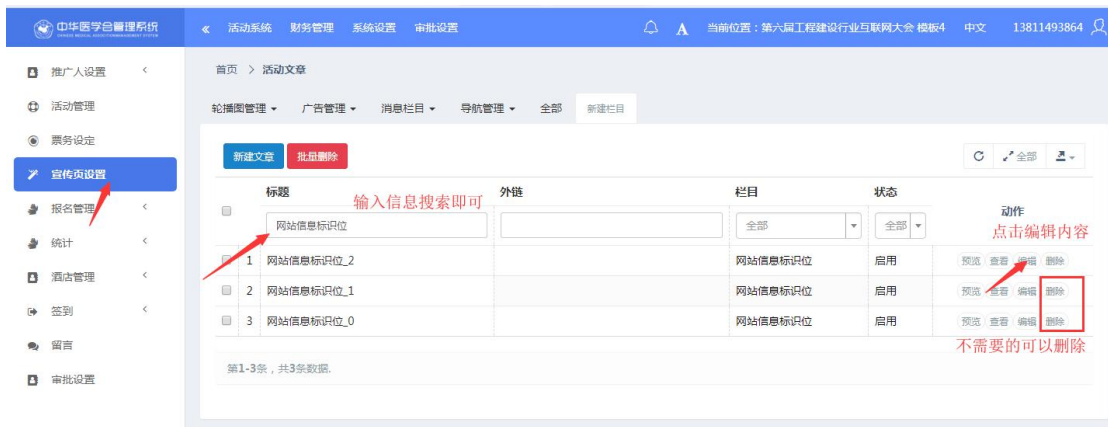 中华医学会管理系统
« 活动系统 财务管理 系统设置 审批设置
A 当前位置：第六届工程建设行业互联网大会 模板4 中文 13811493864
推广人设置
活动管理
票务设定
宣传页设置
报名管理
统计
酒店管理
签到
留言
审批设置
首页 > 活动文章
轮播图管理 广告管理 消息栏目 导航管理 全部 新建栏目
新建文章 批量删除
全部
标题 外链 栏目 状态 动作
输入信息搜索即可
网站信息标识位 全部 全部
点击编辑内容
1 网站信息标识位_2 网站信息标识位 启用 预览 查看 编辑 删除
2 网站信息标识位_1 网站信息标识位 启用 预览 查看 编辑 删除
3 网站信息标识位_0 网站信息标识位 启用 预览 查看 编辑 删除
不需要的可以删除
第1-3条，共3条数据.